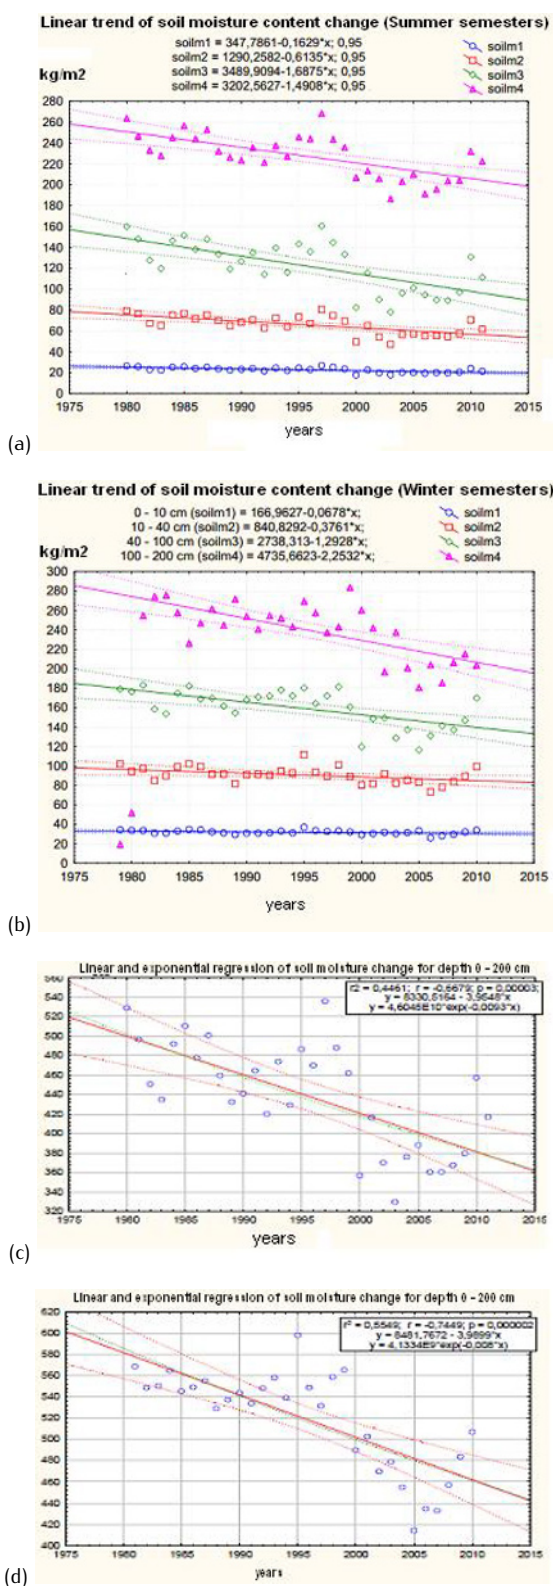 Linear trend of soil moisture content change (Summer semesters)
soilm1 = 347,7861-0,1629*x; 0,95
soilm2 = 1290,2582-0,6135*x; 0,95
soilm3 = 3489,9094-1,6875*x; 0,95
soilm4 = 3202,5627-1,4908*x; 0,95
soilm1
soilm2
soilm3
soilm4
kg/m2
280
260
240
220
200
180
160
140
120
100
80
60
40
20
0
1975 1980 1985 1990 1995 2000 2005 2010 2015
years
(a)
Linear trend of soil moisture content change (Winter semesters)
0 - 10 cm (soilm1) = 166,9627-0,0678*x;
10 - 40 cm (soilm2) = 840,8292-0,3761*x;
40 - 100 cm (soilm3) = 2738,313-1,2928*x;
100 - 200 cm (soilm4) = 4735,6623-2,2532*x;
soilm1
soilm2
soilm3
soilm4
kg/m2
300
280
260
240
220
200
180
160
140
120
100
80
60
40
20
0
1975 1980 1985 1990 1995 2000 2005 2010 2015
years
(b)
Linear and exponential regression of soil moisture change for depth 0 - 200 cm
r2 = 0,4461; r = -0,6679; p = 0,00003;
y = 8330,5164 - 3,9548*x
y = 4,6045E10*exp(-0,0093*x)
560
540
520
500
480
460
440
420
400
380
360
340
320
1975 1980 1985 1990 1995 2000 2005 2010 2015
years
(c)
Linear and exponential regression of soil moisture change for depth 0 - 200 cm
r² = 0,5549; r = -0,7449; p = 0,000002
y = 8481,7672 - 3,9899*x
y = 4,1334E9*exp(-0,008*x)
620
600
580
560
540
520
500
480
460
440
420
400
1975 1980 1985 1990 1995 2000 2005 2010 2015
years
(d)